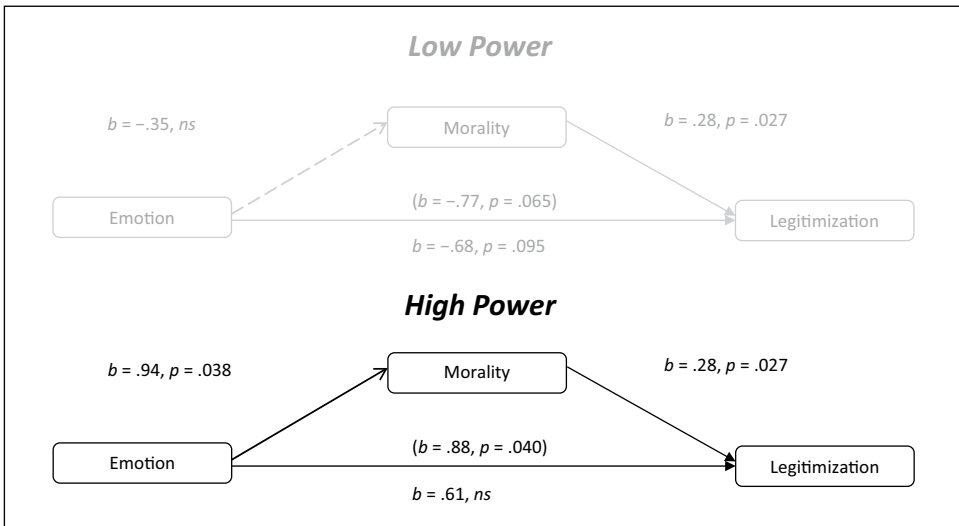 Low Power
b = −.35, ns
Morality
b = .28, p = .027
Emotion
(b = −.77, p = .065)
Legitimization
b = −.68, p = .095
High Power
b = .94, p = .038
Morality
b = .28, p = .027
Emotion
(b = .88, p = .040)
Legitimization
b = .61, ns